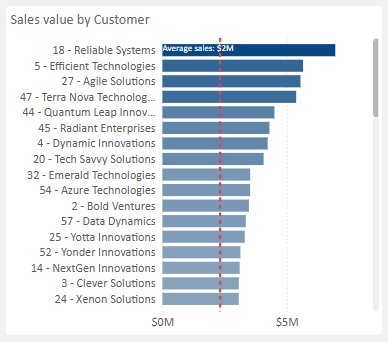 Sales value by Customer
18 - Reliable Systems
Average sales: $2M
5 - Efficient Technologies
27 - Agile Solutions
47 - Terra Nova Technolog...
44 - Quantum Leap Innov...
45 - Radiant Enterprises
4 - Dynamic Innovations
20 - Tech Savvy Solutions
32 - Emerald Technologies
54 - Azure Technologies
2 - Bold Ventures
57 - Data Dynamics
25 - Yotta Innovations
52 - Yonder Innovations
14 - NextGen Innovations
3 - Clever Solutions
24 - Xenon Solutions
$0M $5M